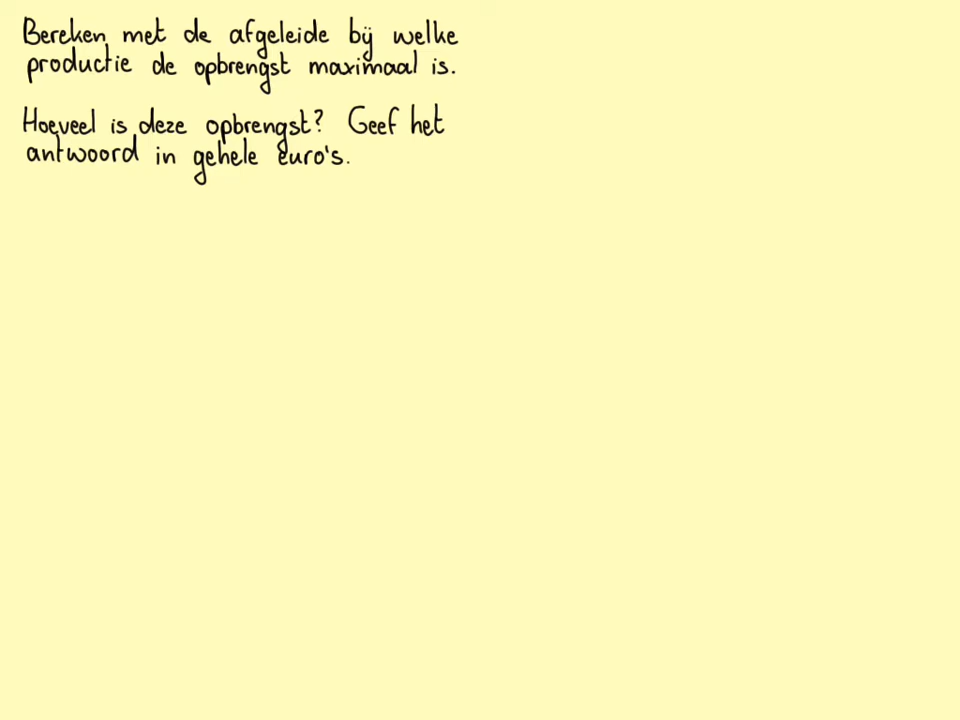 Bereken met de afgeleide bij welke
productie de opbrengst maximaal is.
Hoeveel is deze opbrengst? Geef het
antwoord in gehele euro's.